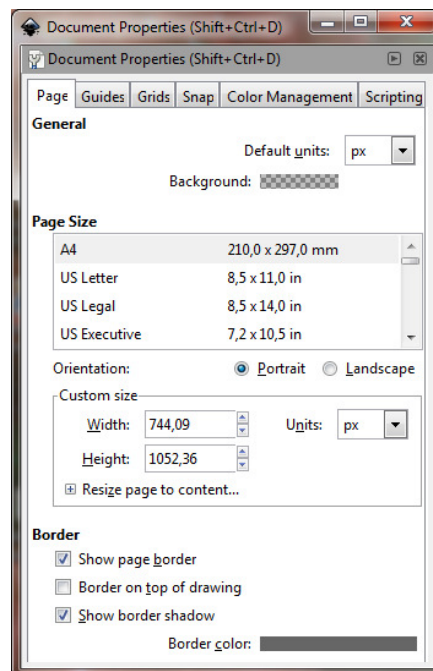 Document Properties (Shift+Ctrl+D)
Document Properties (Shift+Ctrl+D)
Page Guides Grids Snap Color Management Scripting
General
Default units: px
Background:
Page Size
A4 210,0 x 297,0 mm
US Letter 8,5 x 11,0 in
US Legal 8,5 x 14,0 in
US Executive 7,2 x 10,5 in
Orientation: Portrait Landscape
Custom size
Width: 744,09 Units: px
Height: 1052,36
Resize page to content...
Border
Show page border
Border on top of drawing
Show border shadow
Border color: